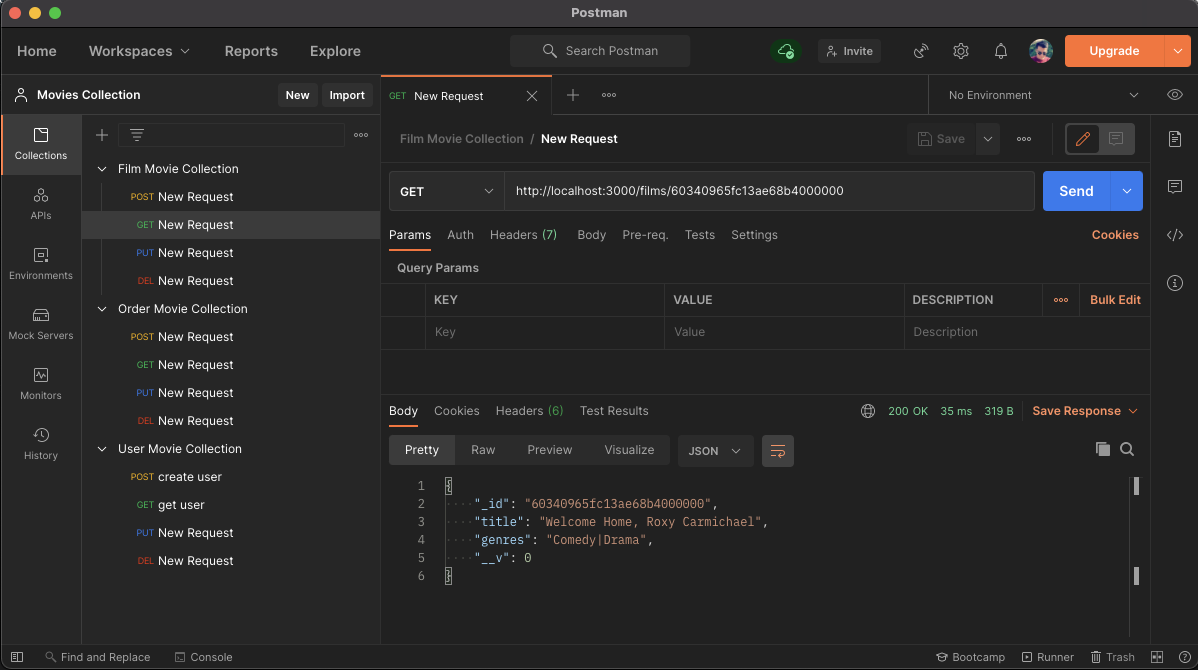 Postman
Home Workspaces Reports Explore Search Postman Invite Upgrade
Movies Collection New Import
GET New Request No Environment
Collections
APIs
Environments
Mock Servers
Monitors
History
Film Movie Collection
POST New Request
GET New Request
PUT New Request
DEL New Request
Order Movie Collection
POST New Request
GET New Request
PUT New Request
DEL New Request
User Movie Collection
POST create user
GET get user
PUT New Request
DEL New Request
Film Movie Collection / New Request Save
GET http://localhost:3000/films/60340965fc13ae68b4000000 Send
Params Auth Headers (7) Body Pre-req. Tests Settings Cookies
Query Params
KEY VALUE DESCRIPTION Bulk Edit
Key Value Description
Body Cookies Headers (6) Test Results 200 OK 35 ms 319 B Save Response
Pretty Raw Preview Visualize JSON
1 {
2 "_id": "60340965fc13ae68b4000000",
3 "title": "Welcome Home, Roxy Carmichael",
4 "genres": "Comedy|Drama",
5 "__v": 0
6 }
Find and Replace Console Bootcamp Runner Trash